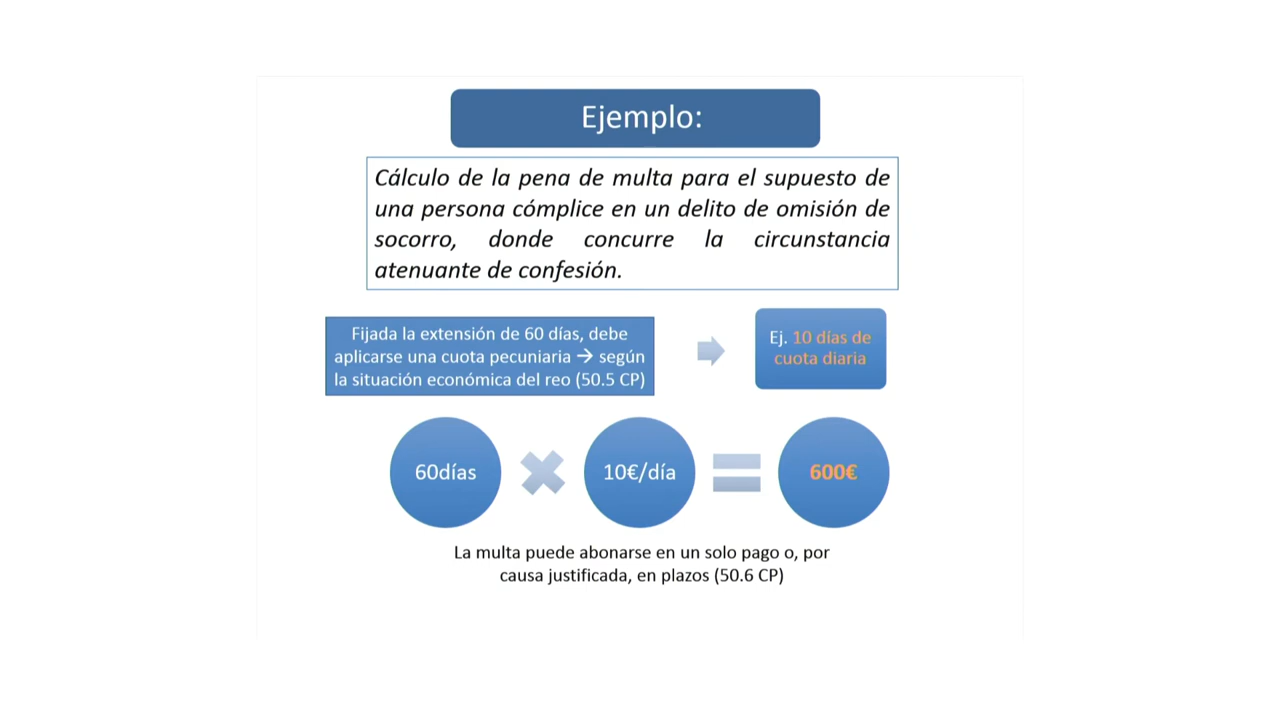 Ejemplo:
Cálculo de la pena de multa para el supuesto de
una persona cómplice en un delito de omisión de
socorro, donde concurre la circunstancia
atenuante de confesión.
Fijada la extensión de 60 días, debe
aplicarse una cuota pecuniaria → según
la situación económica del reo (50.5 CP)
Ej. 10 días de
cuota diaria
60días
10€/día
600€
La multa puede abonarse en un solo pago o, por
causa justificada, en plazos (50.6 CP)